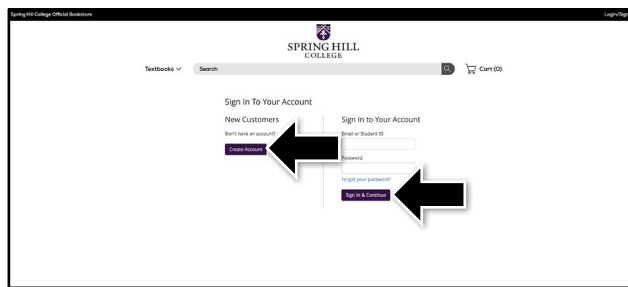 Spring Hill College Official Bookstore
Login/Sign
SPRING HILL
COLLEGE
Textbooks
Search
Cart (0)
Sign In To Your Account
New Customers
Don't have an account?
Create Account
Sign In to Your Account
Email or Student ID
Password
Forgot your password?
Sign In & Continue